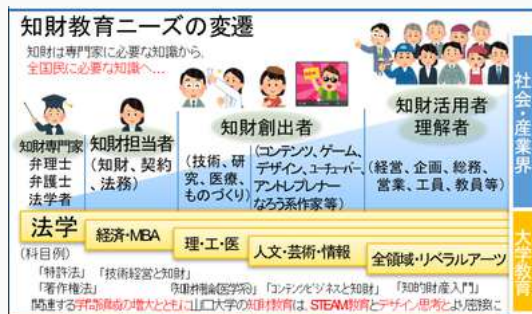 知財教育ニーズの変遷
知財は専門家に必要な知識から、
全国民に必要な知識へ…
知財専門家
弁理士
弁護士
法学者
知財担当者
(知財、契約
、法務)
知財創出者
(技術、研
究、医療、
ものづくり)
(コンテンツ、ゲーム、
デザイン、ユーチューバー、
アントレプレナー
なろう系作家等)
知財活用者
理解者
(経営、企画、総務、
営業、工員、教員等)
社会・産業界
法学
経済・MBA
理・工・医
人文・芸術・情報
全領域・リベラルアーツ
大学教育
(科目例)
「特許法」
「技術経営と知財」
「著作権法」
「コンテンツビジネスと知財」
「知的財産入門」
関連する学問領域の増大とともに山口大学の知財教育は、STEAM教育とデザイン思考とより密接に